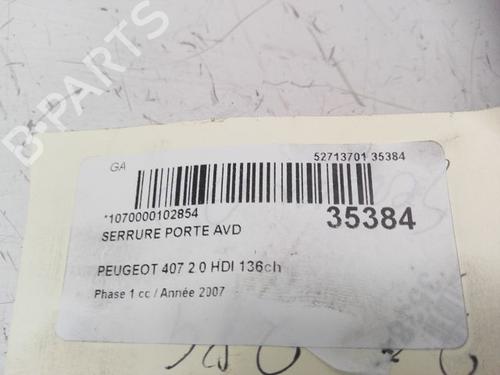 GA
52713701 35384
*1070000102854
35384
SERRURE PORTE AVD
PEUGEOT 407 2 0 HDI 136ch
Phase 1 cc / Année 2007
B-PARTS